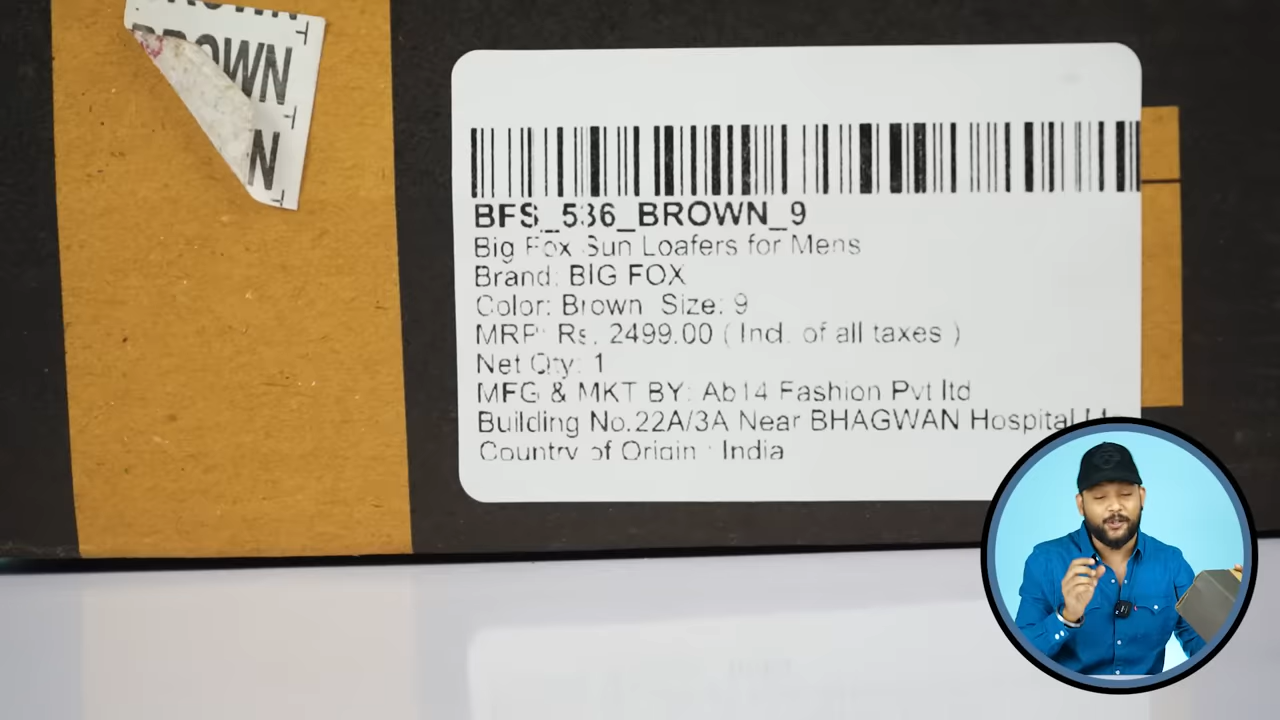 BROWN
BFS_536_BROWN_9
Big Fox Sun Loafers for Mens
Brand: BIG FOX
Color: Brown Size: 9
MRP: Rs. 2499.00 ( Incl. of all taxes )
Net Qty: 1
MFG & MKT BY: Ab14 Fashion Pvt ltd
Building No.22A/3A Near BHAGWAN Hospital
Country of Origin : India